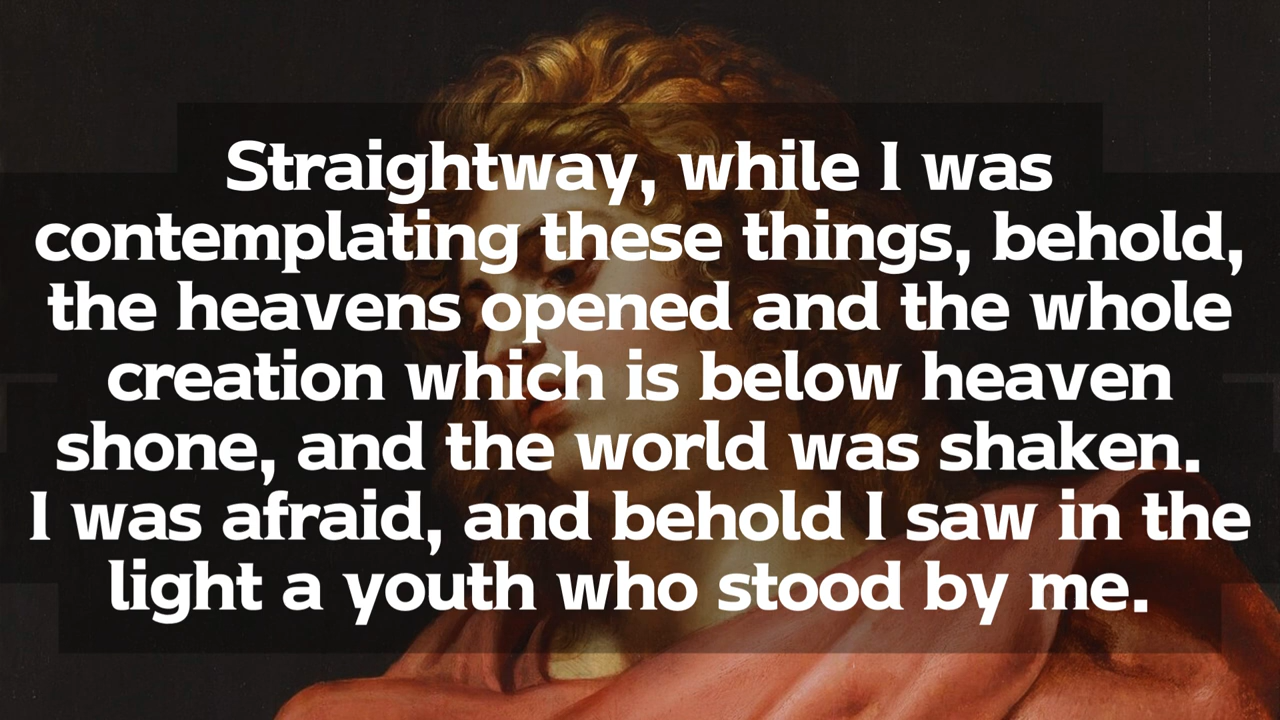 Straightway, while I was
contemplating these things, behold,
the heavens opened and the whole
creation which is below heaven
shone, and the world was shaken.
I was afraid, and behold I saw in the
light a youth who stood by me.